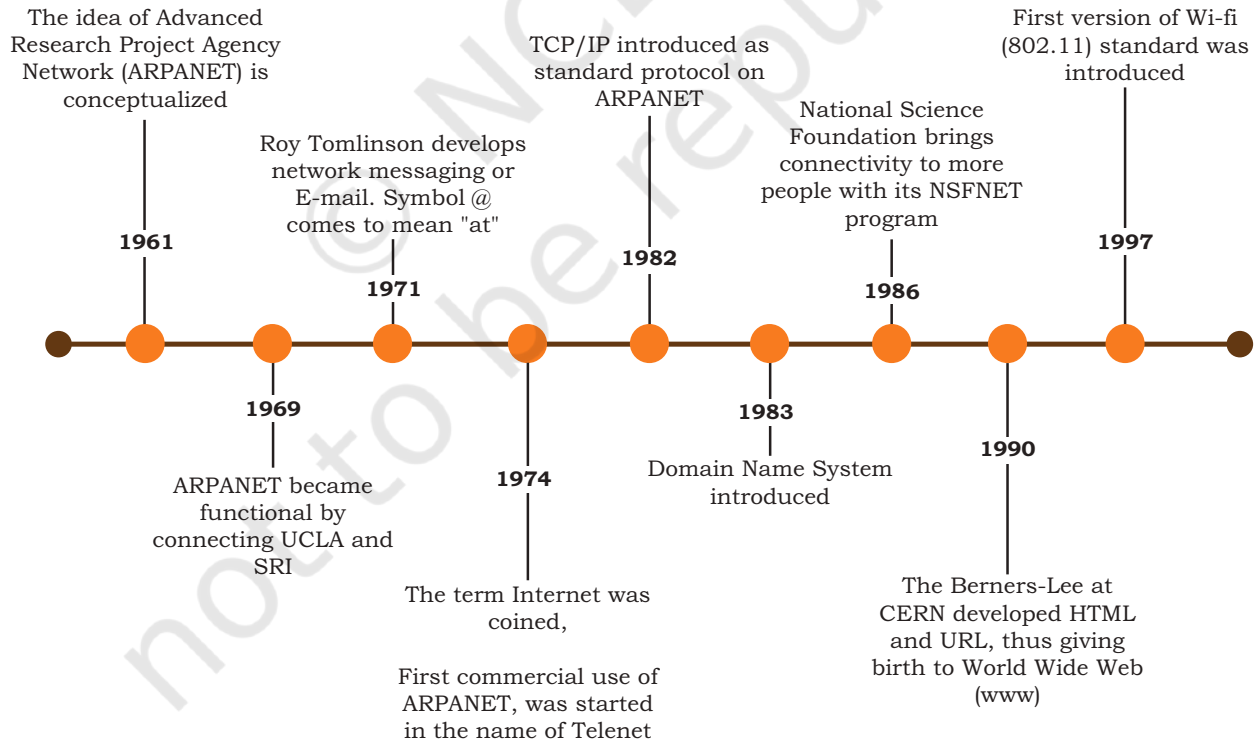 The idea of Advanced
Research Project Agency
Network (ARPANET) is
conceptualized
1961
ARPANET became
functional by
connecting UCLA and
SRI
1969
Roy Tomlinson develops
network messaging or
E-mail. Symbol @
comes to mean "at"
1971
1974
The term Internet was
coined,
First commercial use of
ARPANET, was started
in the name of Telenet
TCP/IP introduced as
standard protocol on
ARPANET
1982
1983
Domain Name System
introduced
National Science
Foundation brings
connectivity to more
people with its NSFNET
program
1986
1990
The Berners-Lee at
CERN developed HTML
and URL, thus giving
birth to World Wide Web
(www)
First version of Wi-fi
(802.11) standard was
introduced
1997
© NC
not to be repu